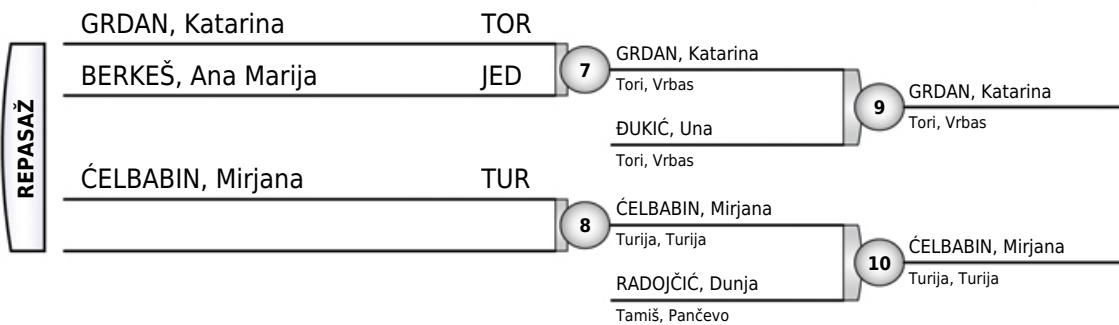 GRDAN, Katarina TOR
BERKEŠ, Ana Marija JED
7
GRDAN, Katarina
Tori, Vrbas
ĐUKIĆ, Una
Tori, Vrbas
9
GRDAN, Katarina
Tori, Vrbas
REPASAŽ
ĆELBABIN, Mirjana TUR
8
ĆELBABIN, Mirjana
Turija, Turija
RADOJČIĆ, Dunja
Tamiš, Pančevo
10
ĆELBABIN, Mirjana
Turija, Turija